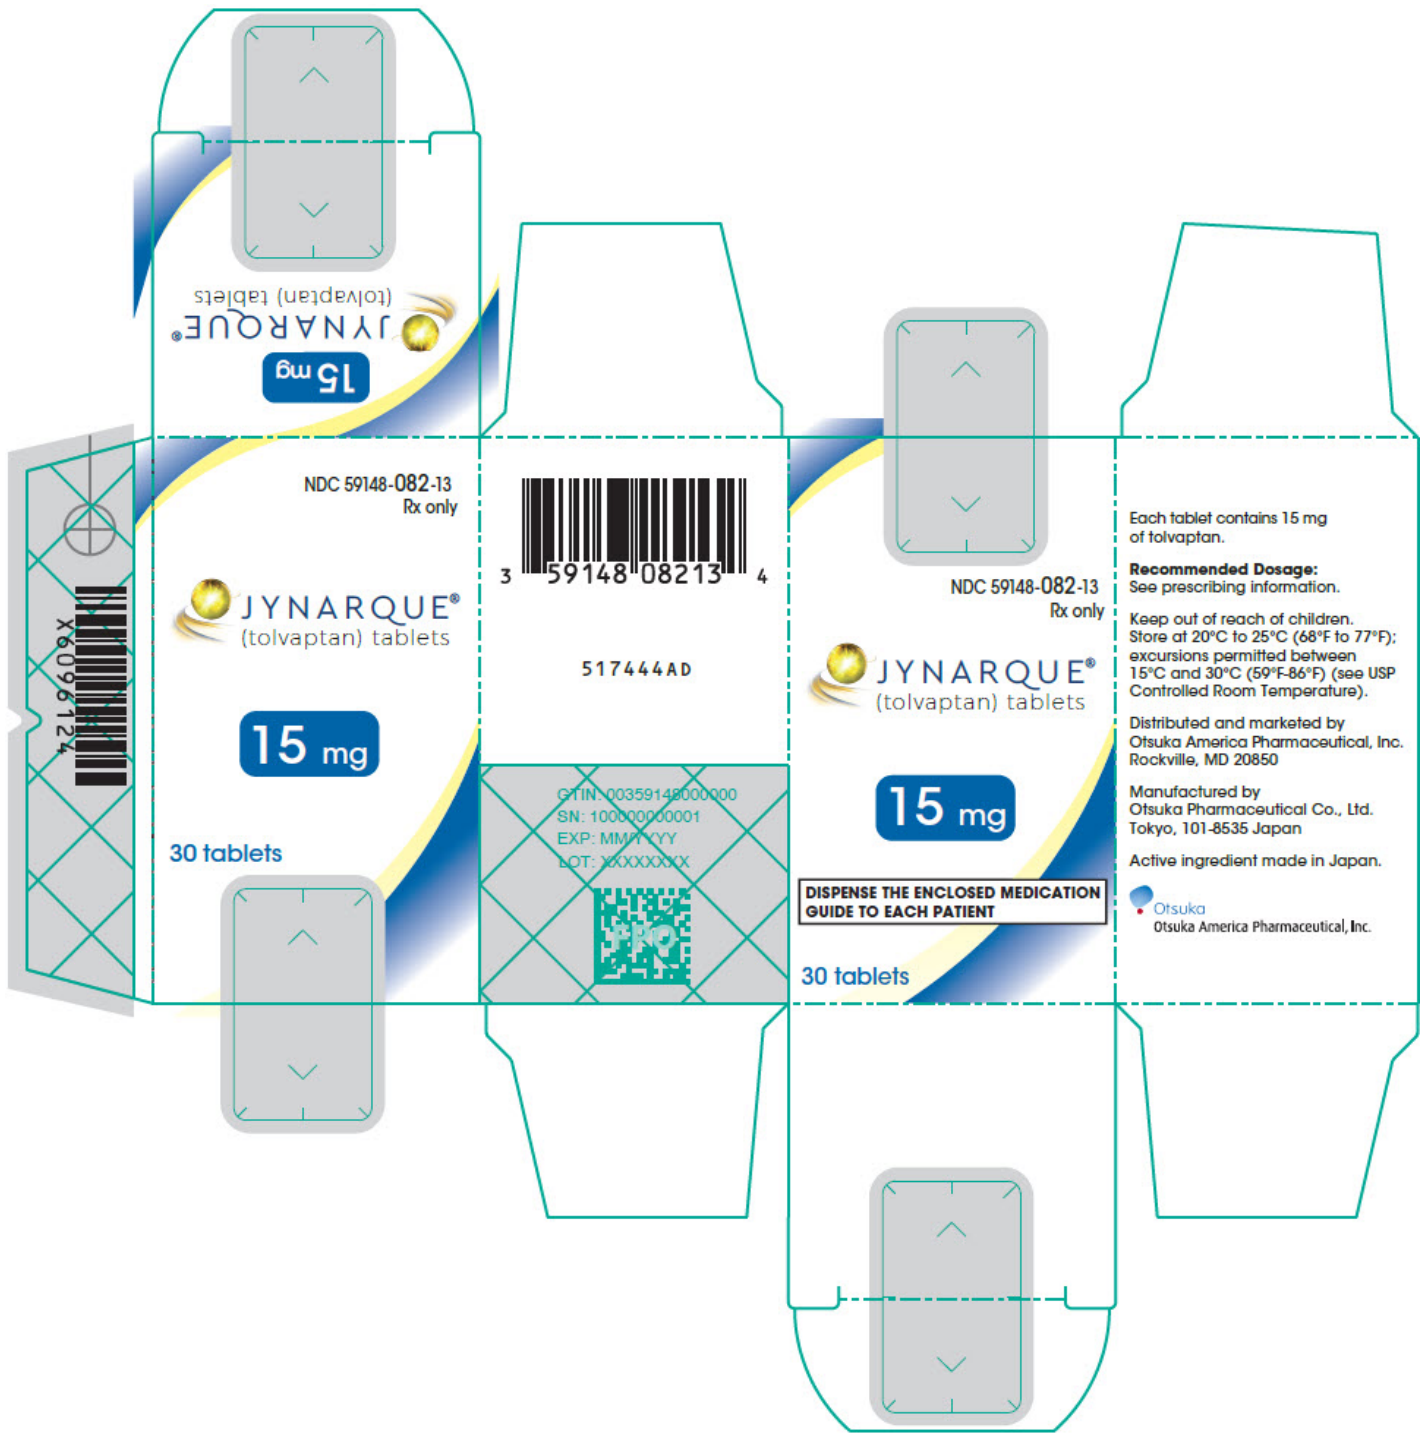 15 mg
JYNARQUE®
(tolvaptan) tablets
X6096124
NDC 59148-082-13
Rx only
JYNARQUE®
(tolvaptan) tablets
15 mg
30 tablets
3 59148 08213 4
517444AD
GTIN: 00359148000000
SN: 100000000001
EXP: MM/YYYY
LOT: XXXXXXXX
FPO
NDC 59148-082-13
Rx only
JYNARQUE®
(tolvaptan) tablets
15 mg
DISPENSE THE ENCLOSED MEDICATION
GUIDE TO EACH PATIENT
30 tablets
Each tablet contains 15 mg
of tolvaptan.
Recommended Dosage:
See prescribing information.
Keep out of reach of children.
Store at 20°C to 25°C (68°F to 77°F);
excursions permitted between
15°C and 30°C (59°F-86°F) (see USP
Controlled Room Temperature).
Distributed and marketed by
Otsuka America Pharmaceutical, Inc.
Rockville, MD 20850
Manufactured by
Otsuka Pharmaceutical Co., Ltd.
Tokyo, 101-8535 Japan
Active ingredient made in Japan.
Otsuka
Otsuka America Pharmaceutical, Inc.